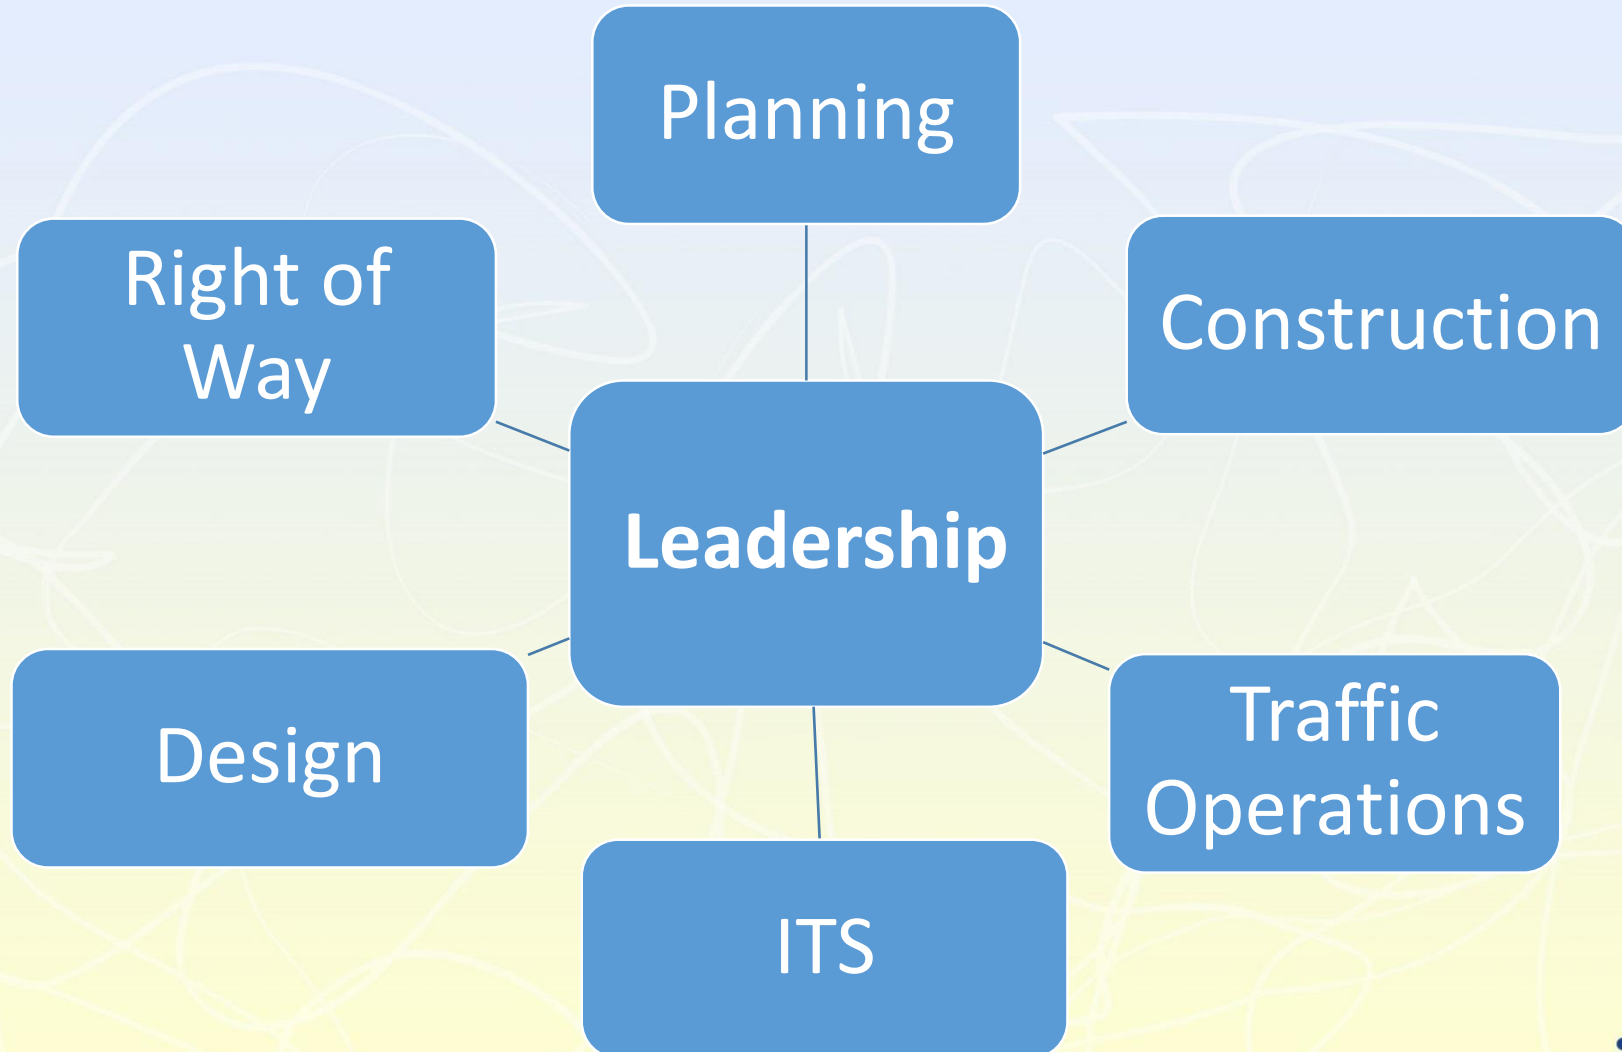 Planning
Right of
Way
Construction
Leadership
Design
Traffic
Operations
ITS